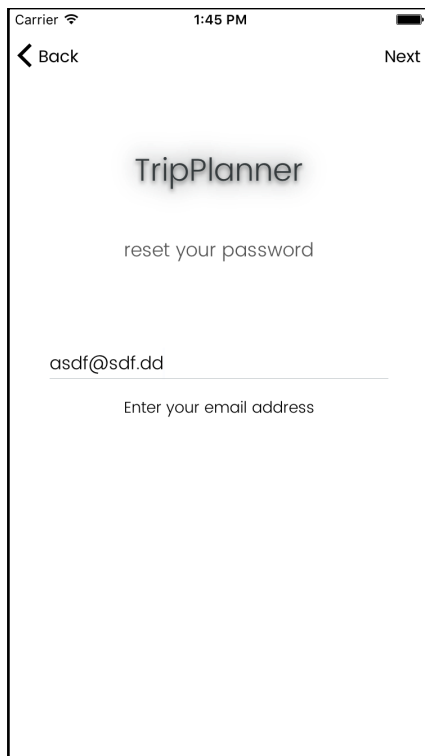 Carrier 1:45 PM
Back Next
TripPlanner
reset your password
asdf@sdf.dd
Enter your email address